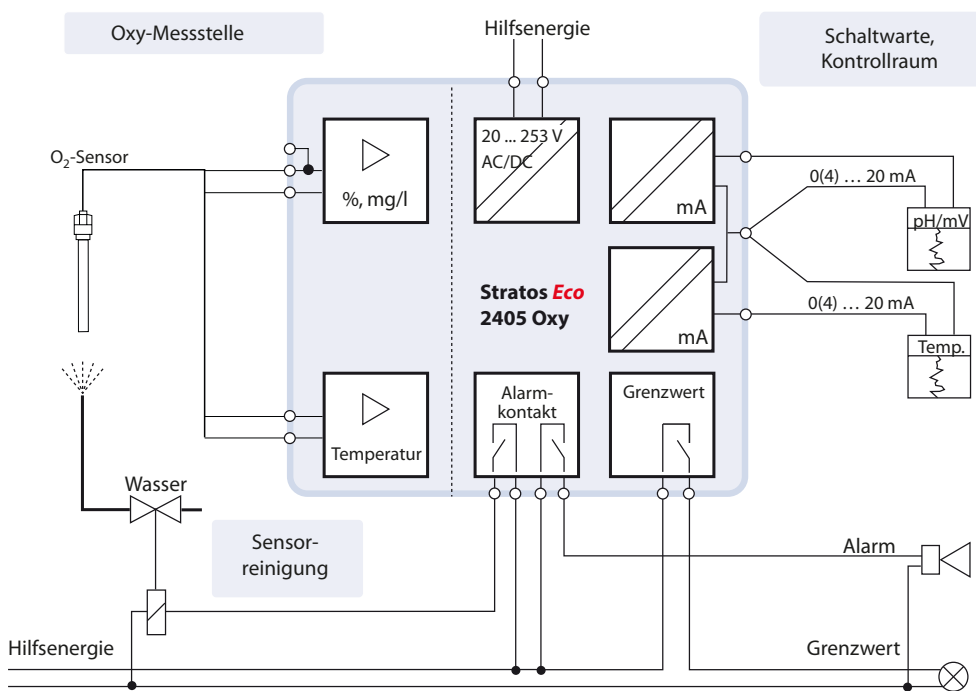 Oxy-Messstelle
Hilfsenergie
Schaltwarte,
Kontrollraum
O₂-Sensor
%, mg/l
20 ... 253 V
AC/DC
mA
0(4) ... 20 mA
pH/mV
Stratos Eco
2405 Oxy
mA
0(4) ... 20 mA
Temp.
Temperatur
Alarm-
kontakt
Grenzwert
Wasser
Sensor-
reinigung
Alarm
Hilfsenergie
Grenzwert